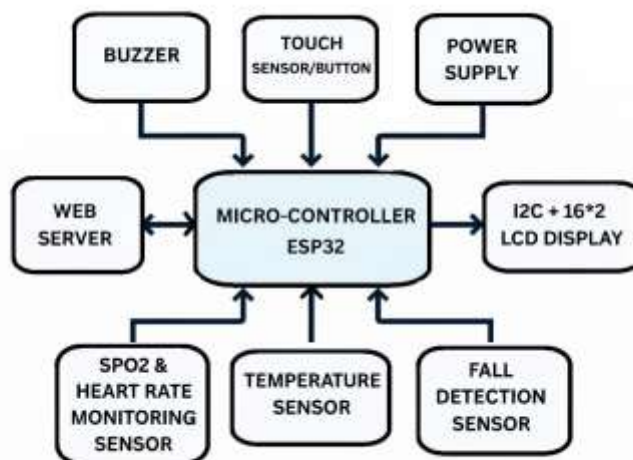 BUZZER
TOUCH
SENSOR/BUTTON
POWER
SUPPLY
WEB
SERVER
MICRO-CONTROLLER
ESP32
I2C + 16*2
LCD DISPLAY
SPO2 &
HEART RATE
MONITORING
SENSOR
TEMPERATURE
SENSOR
FALL
DETECTION
SENSOR